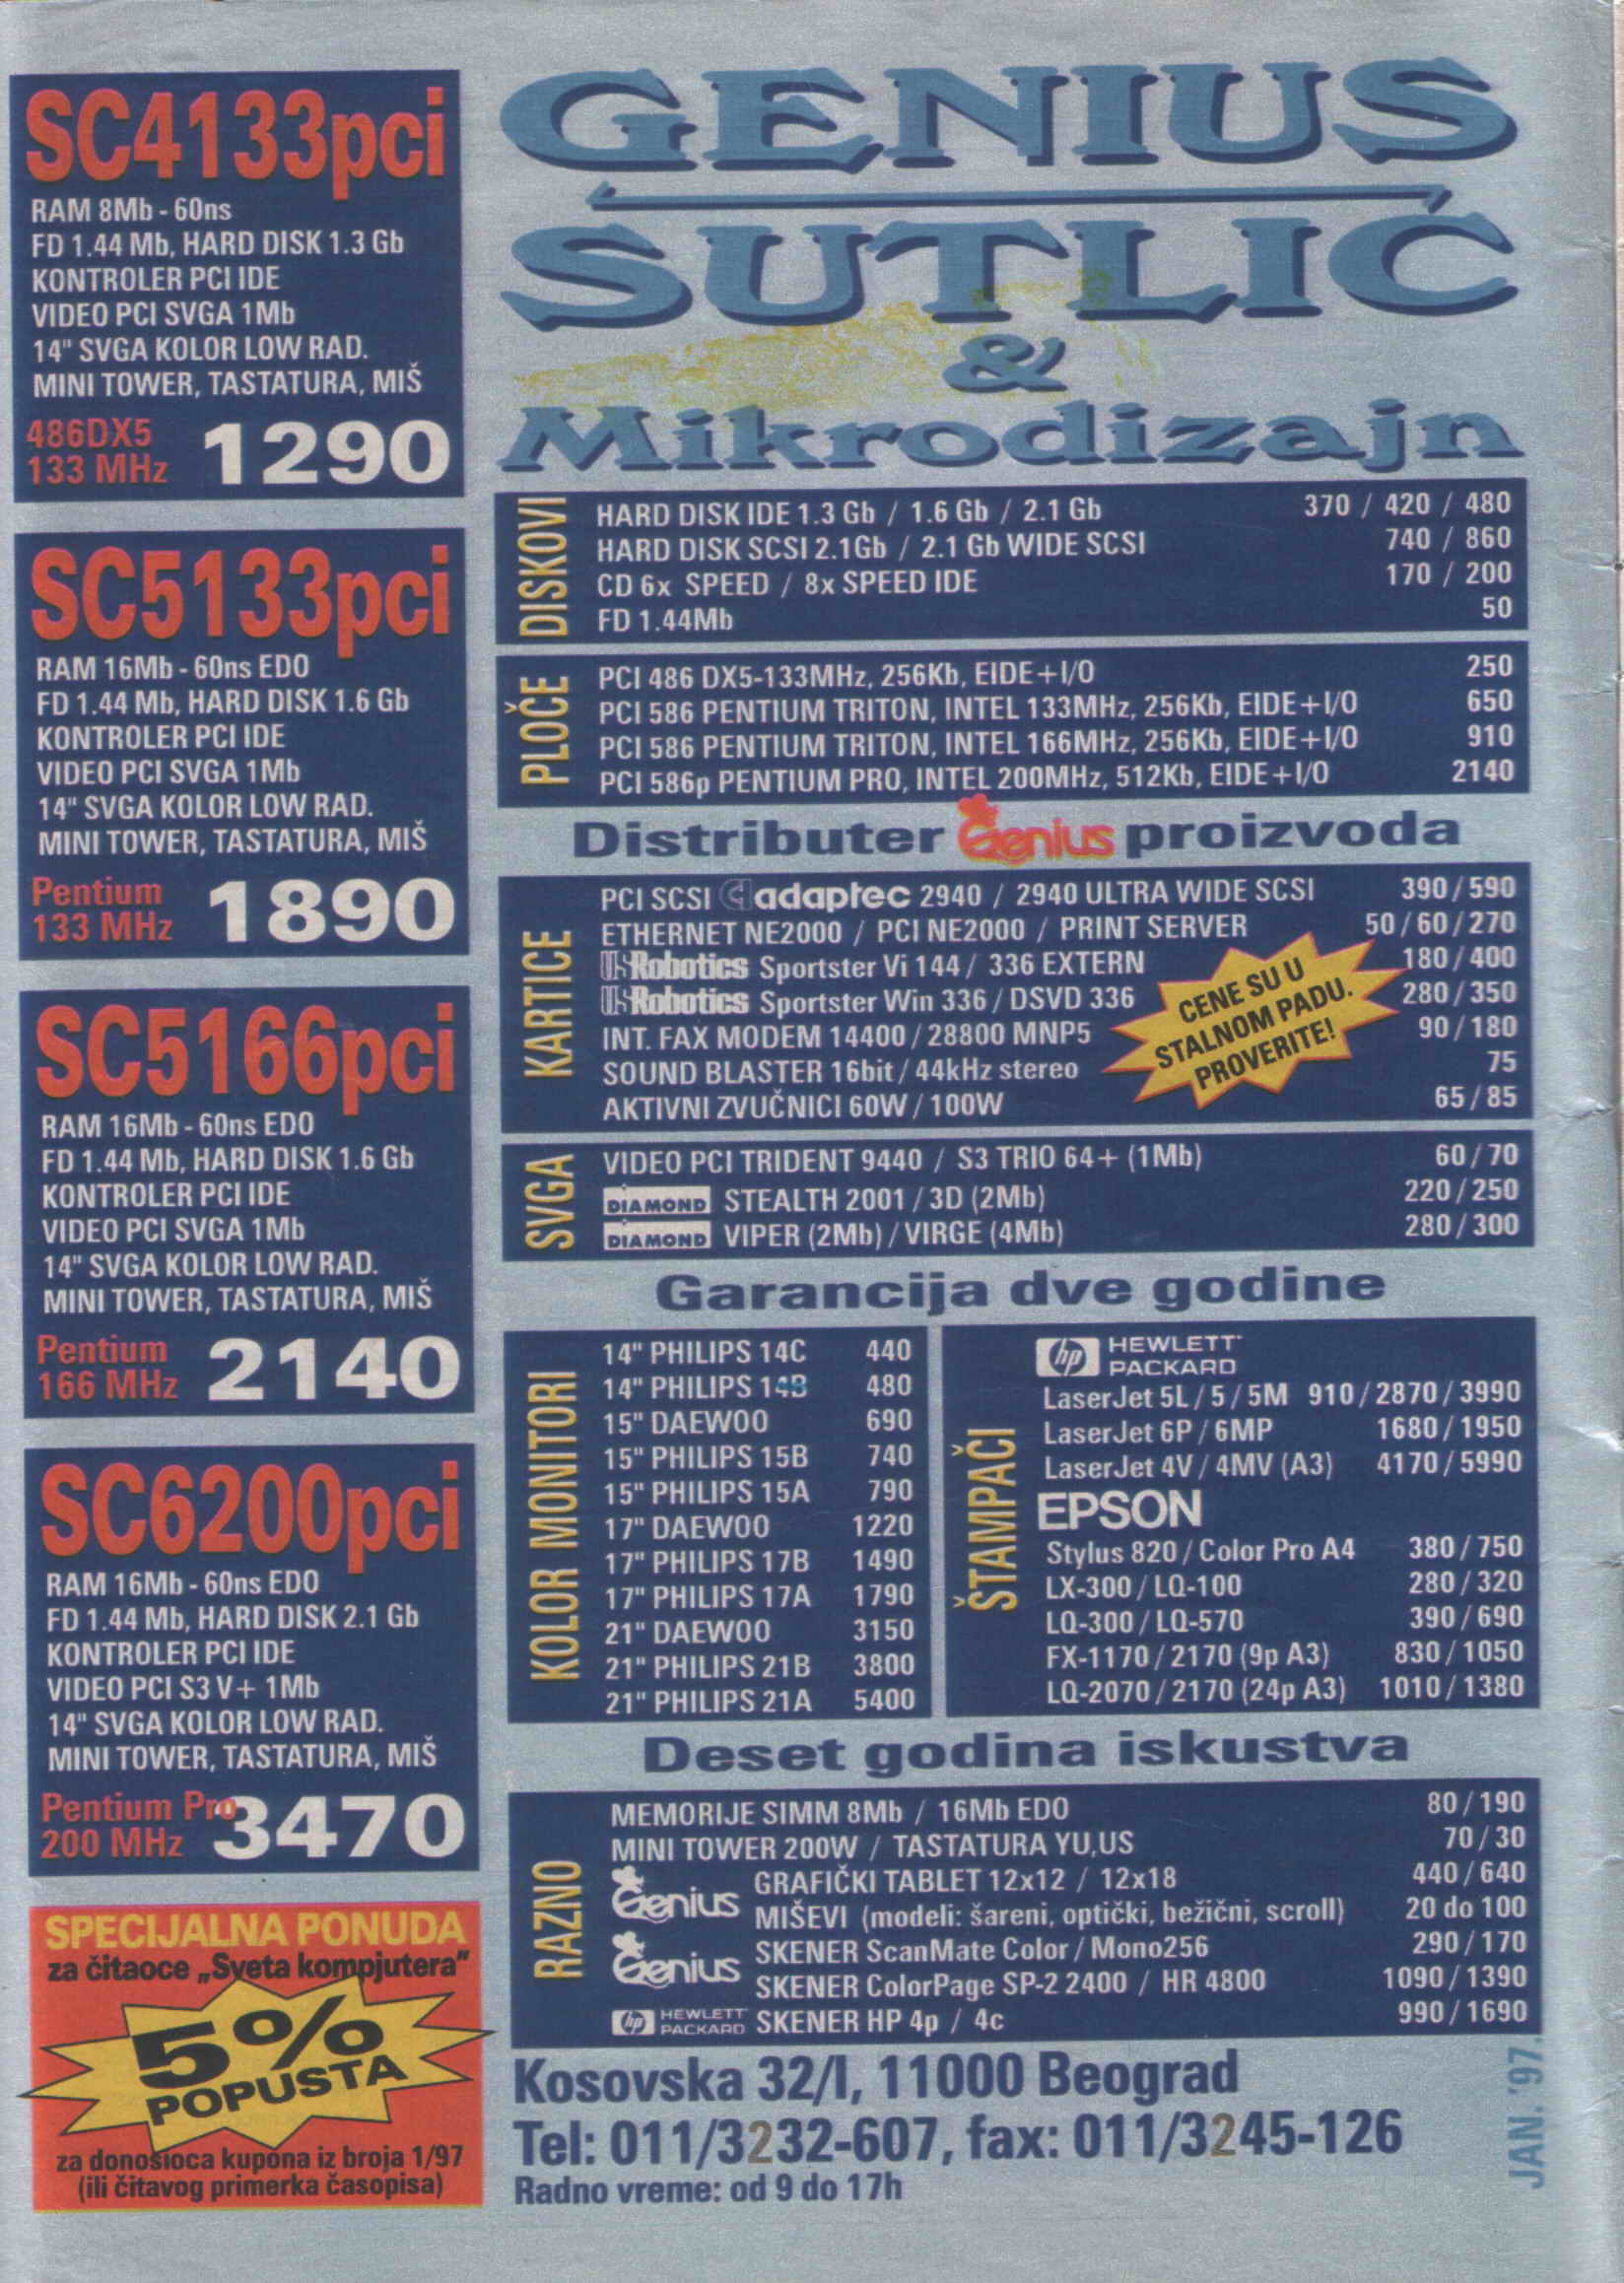 SC4133pci
RAM 8Mb - 60ns
FD 1.44 Mb, HARD DISK 1.3 Gb
KONTROLER PCI IDE
VIDEO PCI SVGA 1Mb
14" SVGA KOLOR LOW RAD.
MINI TOWER, TASTATURA, MIŠ
486DX5
133 MHz 1290
SC5133pci
RAM 16Mb - 60ns EDO
FD 1.44 Mb, HARD DISK 1.6 Gb
KONTROLER PCI IDE
VIDEO PCI SVGA 1Mb
14" SVGA KOLOR LOW RAD.
MINI TOWER, TASTATURA, MIŠ
Pentium
133 MHz 1890
SC5166pci
RAM 16Mb - 60ns EDO
FD 1.44 Mb, HARD DISK 1.6 Gb
KONTROLER PCI IDE
VIDEO PCI SVGA 1Mb
14" SVGA KOLOR LOW RAD.
MINI TOWER, TASTATURA, MIŠ
Pentium
166 MHz 2140
SC6200pci
RAM 16Mb - 60ns EDO
FD 1.44 Mb, HARD DISK 2.1 Gb
KONTROLER PCI IDE
VIDEO PCI S3 V+ 1Mb
14" SVGA KOLOR LOW RAD.
MINI TOWER, TASTATURA, MIŠ
Pentium Pro
200 MHz 3470
SPECIJALNA PONUDA
za čitaoce „Sveta kompjutera"
5%
POPUSTA
za donosioca kupona iz broja 1/97
(ili čitavog primerka časopisa)
GENIUS
SUTLIĆ
&
Mikrodizajn
DISKOVI
HARD DISK IDE 1.3 Gb / 1.6 Gb / 2.1 Gb 370 / 420 / 480
HARD DISK SCSI 2.1Gb / 2.1 Gb WIDE SCSI 740 / 860
CD 6x SPEED / 8x SPEED IDE 170 / 200
FD 1.44Mb 50
PLOČE
PCI 486 DX5-133MHz, 256Kb, EIDE+I/O 250
PCI 586 PENTIUM TRITON, INTEL 133MHz, 256Kb, EIDE+I/O 650
PCI 586 PENTIUM TRITON, INTEL 166MHz, 256Kb, EIDE+I/O 910
PCI 586p PENTIUM PRO, INTEL 200MHz, 512Kb, EIDE+I/O 2140
Distributer Genius proizvoda
KARTICE
PCI SCSI adaptec 2940 / 2940 ULTRA WIDE SCSI 390/590
ETHERNET NE2000 / PCI NE2000 / PRINT SERVER 50/60/270
USRobotics Sportster Vi 144 / 336 EXTERN 180/400
USRobotics Sportster Win 336 / DSVD 336 280/350
INT. FAX MODEM 14400 / 28800 MNP5 90/180
SOUND BLASTER 16bit / 44kHz stereo 75
AKTIVNI ZVUČNICI 60W / 100W 65/85
CENE SU U
STALNOM PADU.
PROVERITE!
SVGA
VIDEO PCI TRIDENT 9440 / S3 TRIO 64+ (1Mb) 60/70
DIAMOND STEALTH 2001 / 3D (2Mb) 220/250
DIAMOND VIPER (2Mb) / VIRGE (4Mb) 280/300
Garancija dve godine
KOLOR MONITORI
14" PHILIPS 14C 440
14" PHILIPS 14B 480
15" DAEWOO 690
15" PHILIPS 15B 740
15" PHILIPS 15A 790
17" DAEWOO 1220
17" PHILIPS 17B 1490
17" PHILIPS 17A 1790
21" DAEWOO 3150
21" PHILIPS 21B 3800
21" PHILIPS 21A 5400
ŠTAMPAČI
hp HEWLETT
PACKARD
LaserJet 5L / 5 / 5M 910/2870/3990
LaserJet 6P / 6MP 1680/1950
LaserJet 4V / 4MV (A3) 4170/5990
EPSON
Stylus 820 / Color Pro A4 380/750
LX-300 / LQ-100 280/320
LQ-300 / LQ-570 390/690
FX-1170 / 2170 (9p A3) 830/1050
LQ-2070 / 2170 (24p A3) 1010/1380
Deset godina iskustva
RAZNO
MEMORIJE SIMM 8Mb / 16Mb EDO 80/190
MINI TOWER 200W / TASTATURA YU,US 70/30
Genius GRAFIČKI TABLET 12x12 / 12x18 440/640
MIŠEVI (modeli: šareni, optički, bežični, scroll) 20 do 100
Genius SKENER ScanMate Color / Mono256 290/170
SKENER ColorPage SP-2 2400 / HR 4800 1090/1390
hp HEWLETT PACKARD SKENER HP 4p / 4c 990/1690
Kosovska 32/I, 11000 Beograd
Tel: 011/3232-607, fax: 011/3245-126
Radno vreme: od 9 do 17h
JAN. '97.